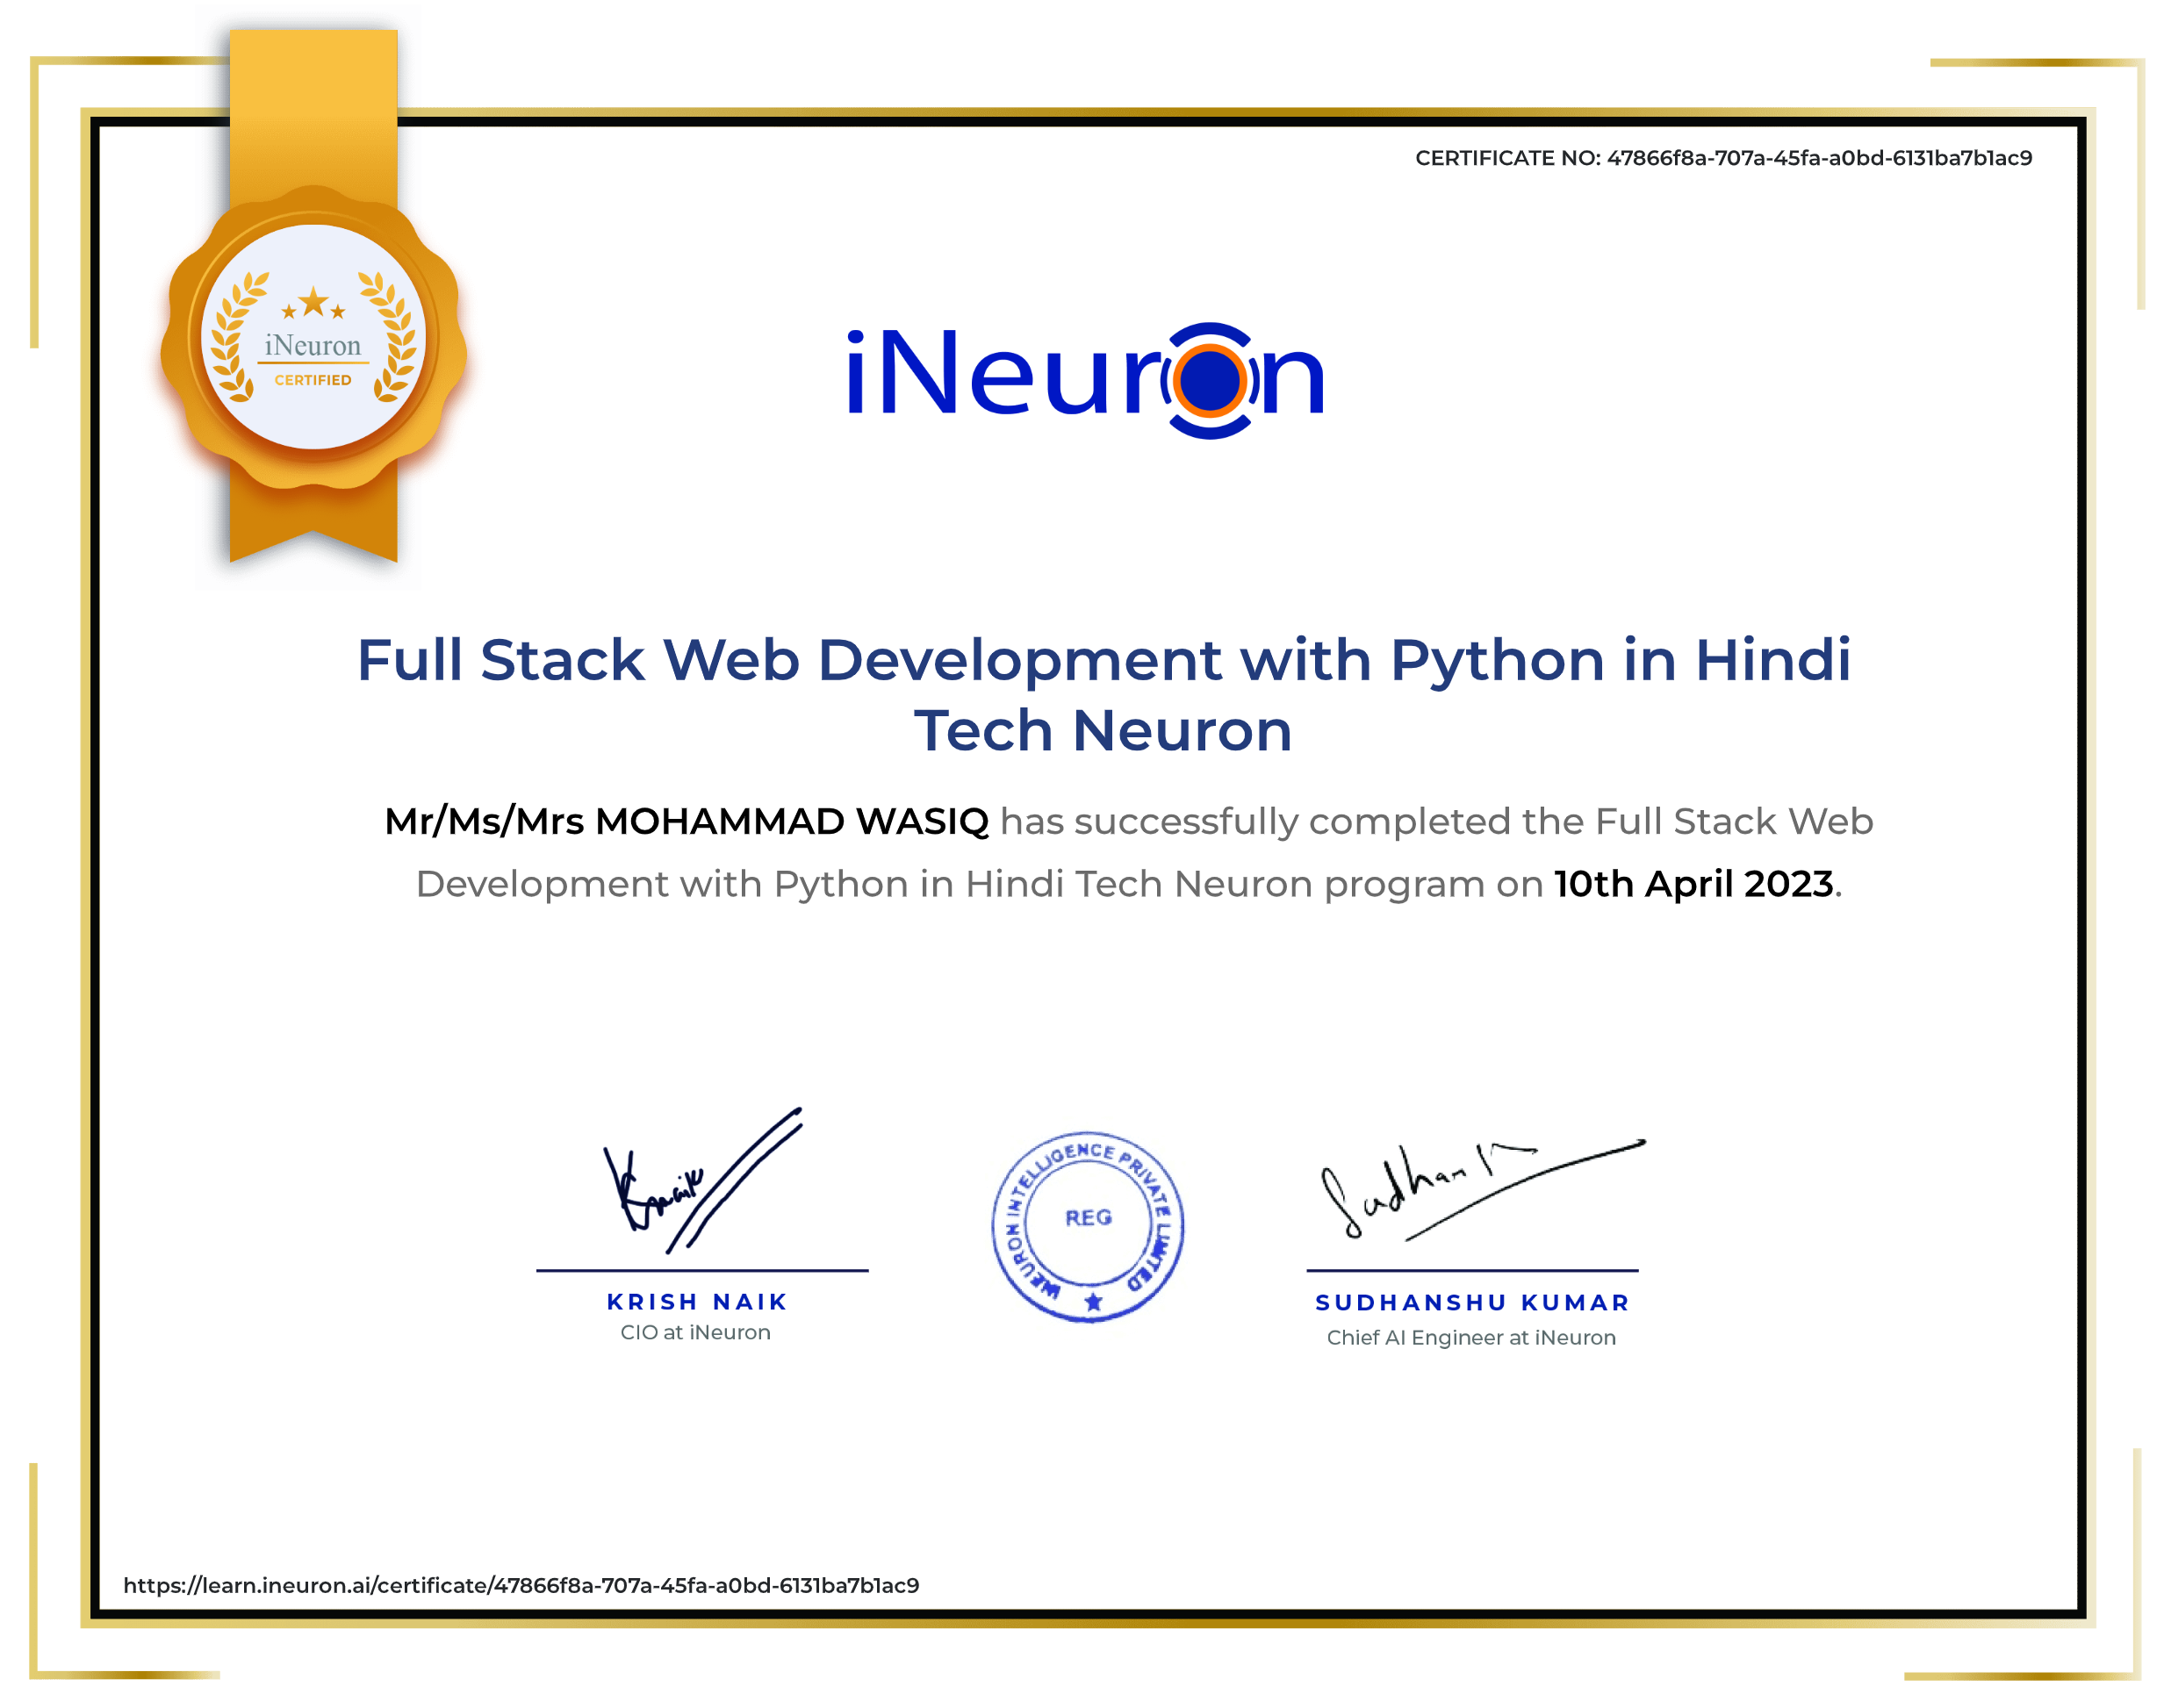 CERTIFICATE NO: 47866f8a-707a-45fa-a0bd-6131ba7b1ac9
iNeuron
CERTIFIED
iNeuron
Full Stack Web Development with Python in Hindi
Tech Neuron
Mr/Ms/Mrs MOHAMMAD WASIQ has successfully completed the Full Stack Web
Development with Python in Hindi Tech Neuron program on 10th April 2023.
INEURON INTELLIGENCE PRIVATE LIMITED
REG
KRISH NAIK
CIO at iNeuron
SUDHANSHU KUMAR
Chief AI Engineer at iNeuron
https://learn.ineuron.ai/certificate/47866f8a-707a-45fa-a0bd-6131ba7b1ac9